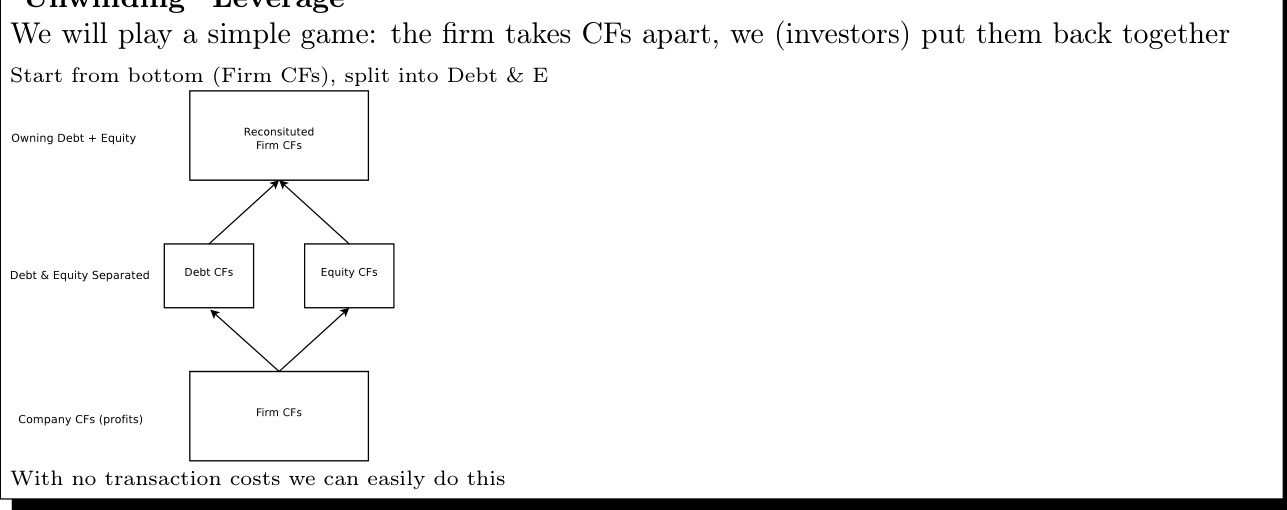 "Unwinding" Leverage
We will play a simple game: the firm takes CFs apart, we (investors) put them back together
Start from bottom (Firm CFs), split into Debt & E
Owning Debt + Equity
Reconsituted
Firm CFs
Debt & Equity Separated
Debt CFs
Equity CFs
Company CFs (profits)
Firm CFs
With no transaction costs we can easily do this